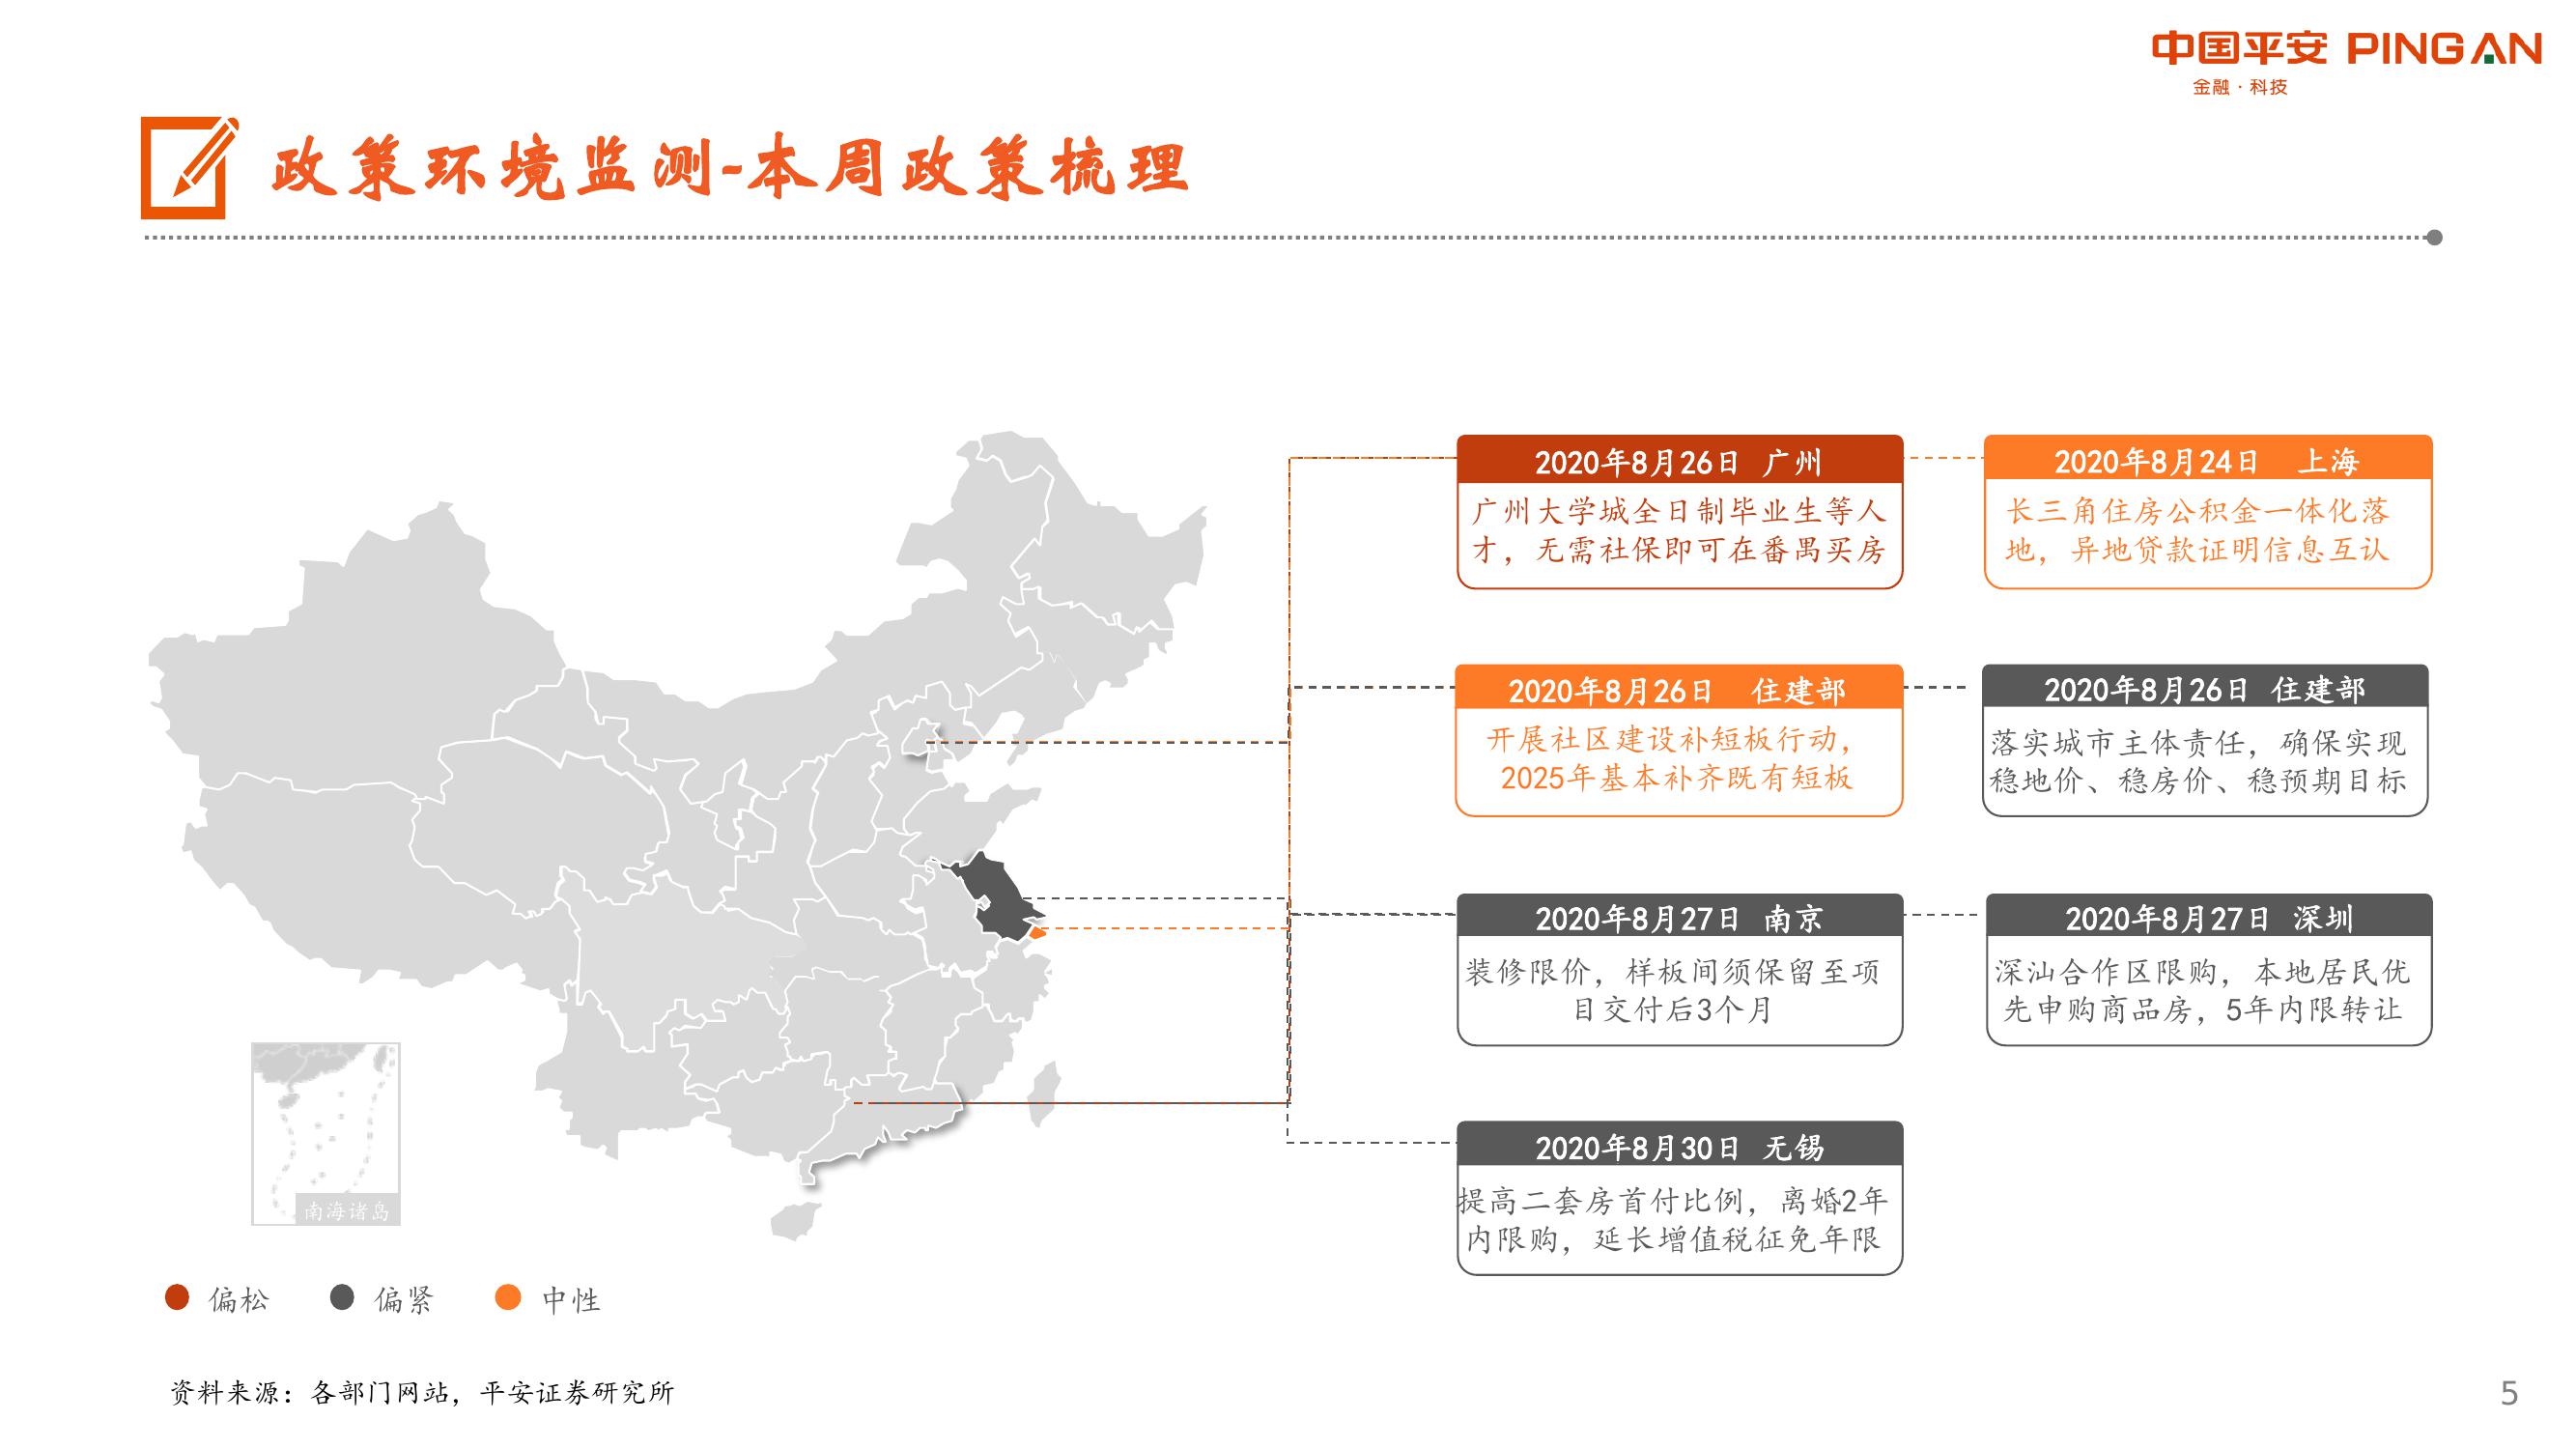 中国平安 PINGAN
金融·科技
政策环境监测-本周政策梳理
2020年8月26日 广州
广州大学城全日制毕业生等人
才，无需社保即可在番禺买房
2020年8月24日 上海
长三角住房公积金一体化落
地，异地贷款证明信息互认
2020年8月26日 住建部
开展社区建设补短板行动，
2025年基本补齐既有短板
2020年8月26日 住建部
落实城市主体责任，确保实现
稳地价、稳房价、稳预期目标
2020年8月27日 南京
装修限价，样板间须保留至项
目交付后3个月
2020年8月27日 深圳
深汕合作区限购，本地居民优
先申购商品房，5年内限转让
2020年8月30日 无锡
提高二套房首付比例，离婚2年
内限购，延长增值税征免年限
南海诸岛
偏松 偏紧 中性
资料来源：各部门网站，平安证券研究所
5